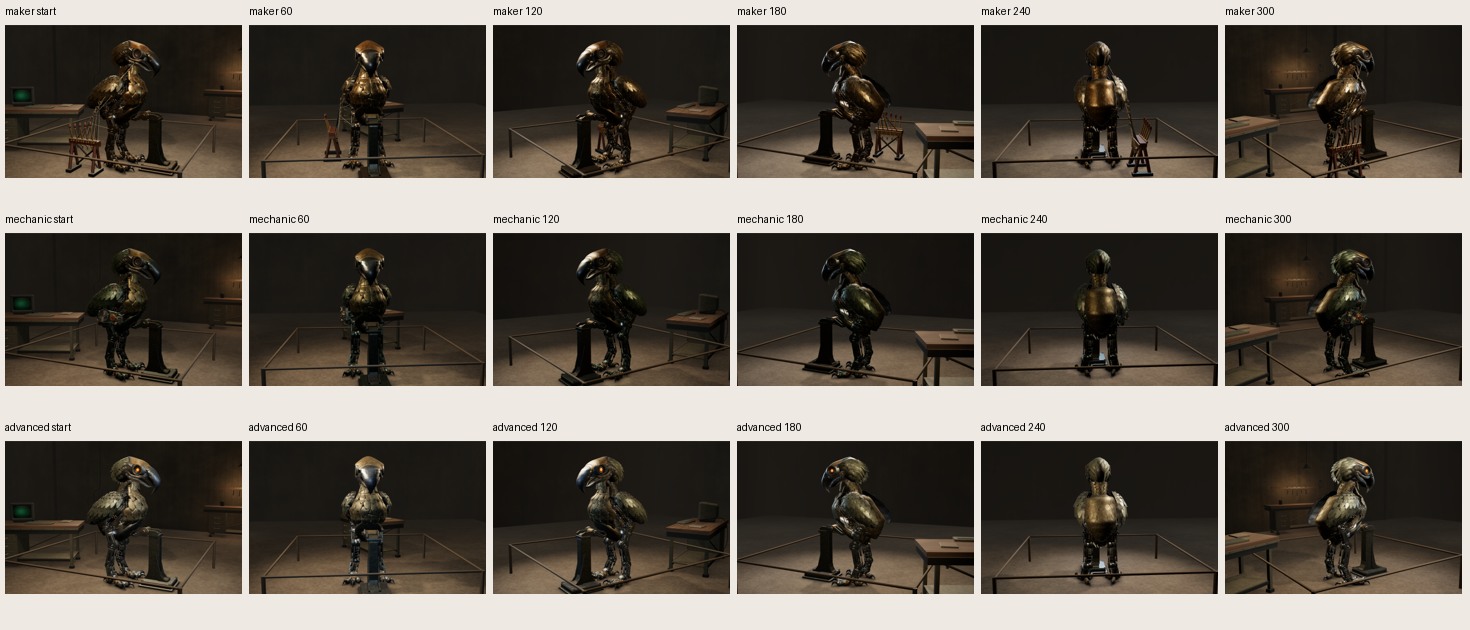 maker start
maker 60
maker 120
maker 180
maker 240
maker 300
mechanic start
mechanic 60
mechanic 120
mechanic 180
mechanic 240
mechanic 300
advanced start
advanced 60
advanced 120
advanced 180
advanced 240
advanced 300